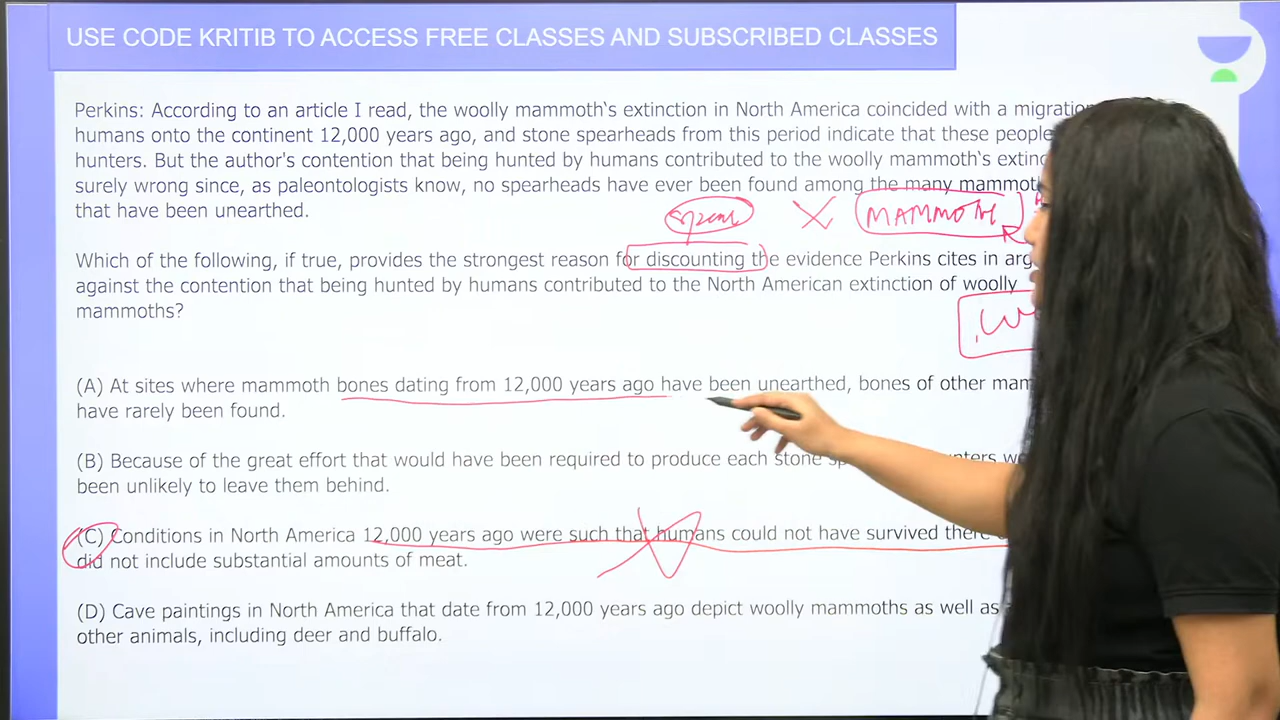 USE CODE KRITIB TO ACCESS FREE CLASSES AND SUBSCRIBED CLASSES
Perkins: According to an article I read, the woolly mammoth's extinction in North America coincided with a migration
humans onto the continent 12,000 years ago, and stone spearheads from this period indicate that these people
hunters. But the author's contention that being hunted by humans contributed to the woolly mammoth's
surely wrong since, as paleontologists know, no spearheads have ever been found among the many
that have been unearthed.
spear X MAMMOTH
Which of the following, if true, provides the strongest reason for discounting the evidence Perkins cites in
against the contention that being hunted by humans contributed to the North American extinction of woolly
mammoths?
(A) At sites where mammoth bones dating from 12,000 years ago have been unearthed, bones of other
have rarely been found.
(B) Because of the great effort that would have been required to produce each stone
been unlikely to leave them behind.
(C) Conditions in North America 12,000 years ago were such that humans could not have survived
did not include substantial amounts of meat.
(D) Cave paintings in North America that date from 12,000 years ago depict woolly mammoths as well as
other animals, including deer and buffalo.